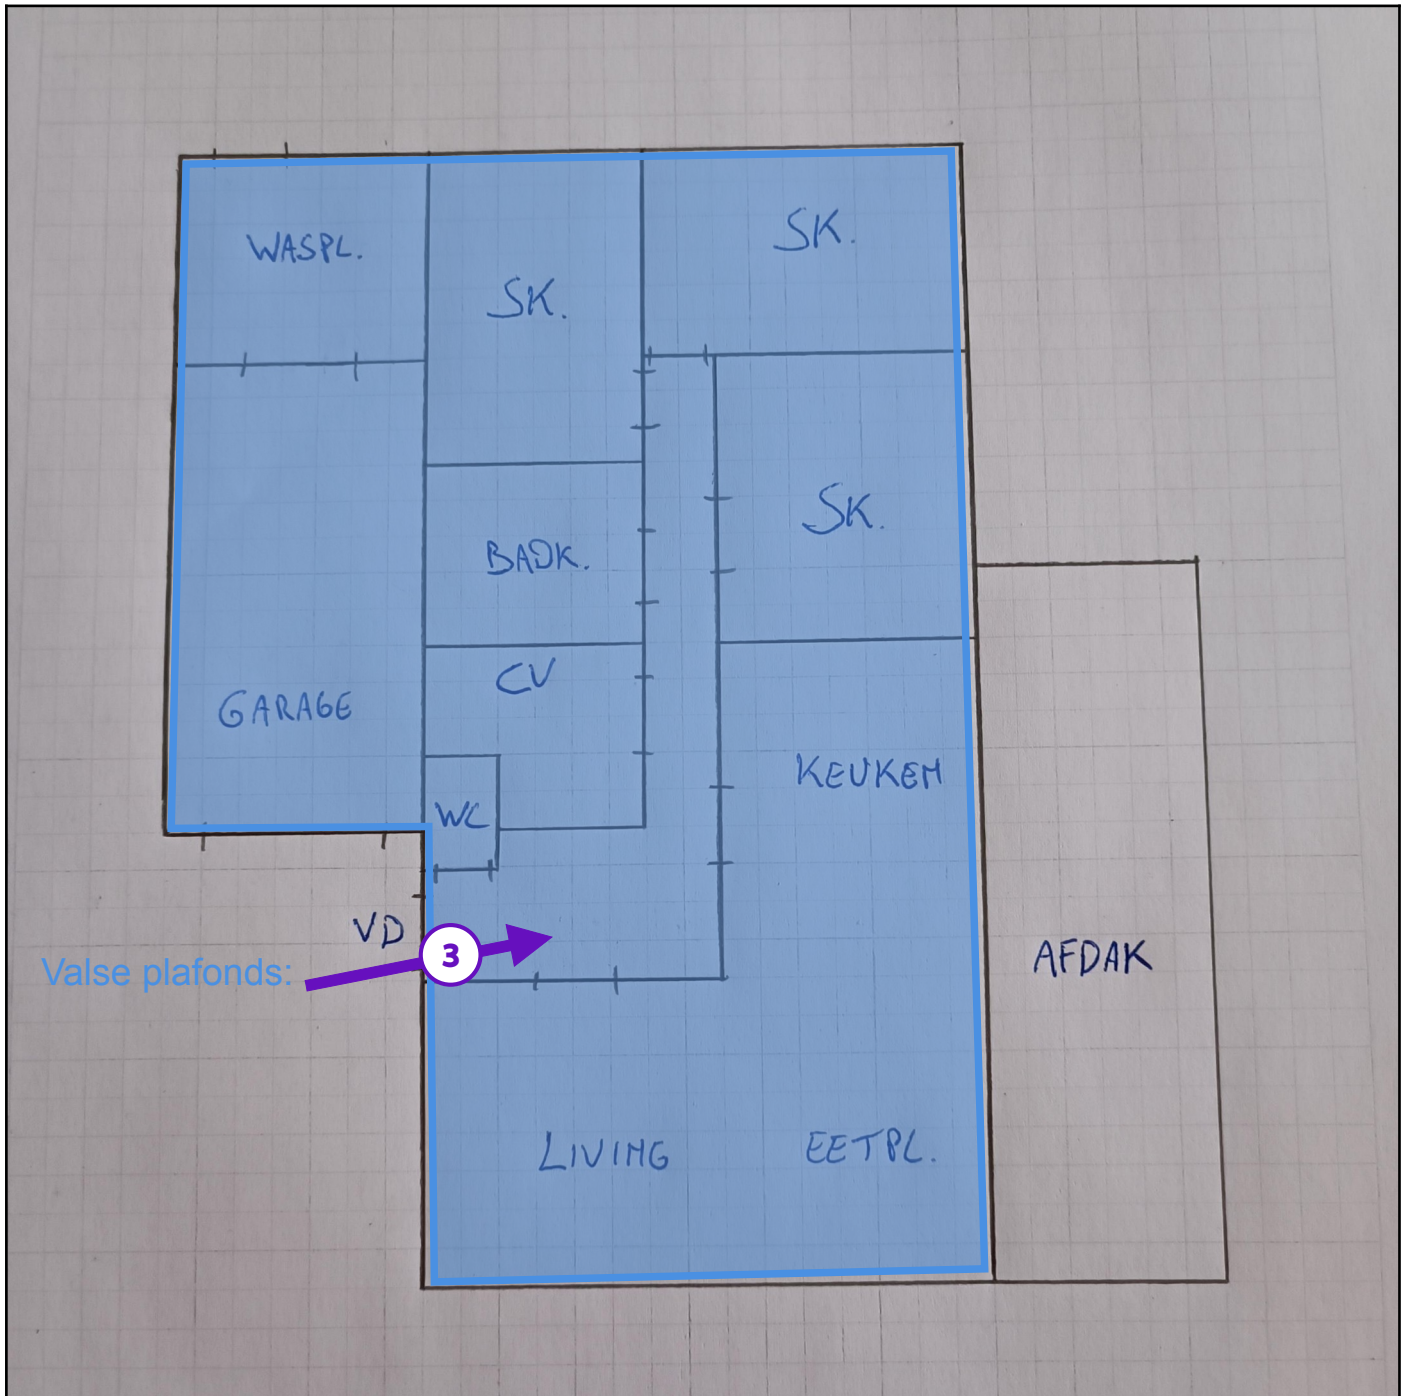 WASPL.
SK.
SK.
SK.
BADK.
CV
GARAGE
KEUKEN
WC
VD
3
Valse plafonds:
AFDAK
LIVING
EETPL.